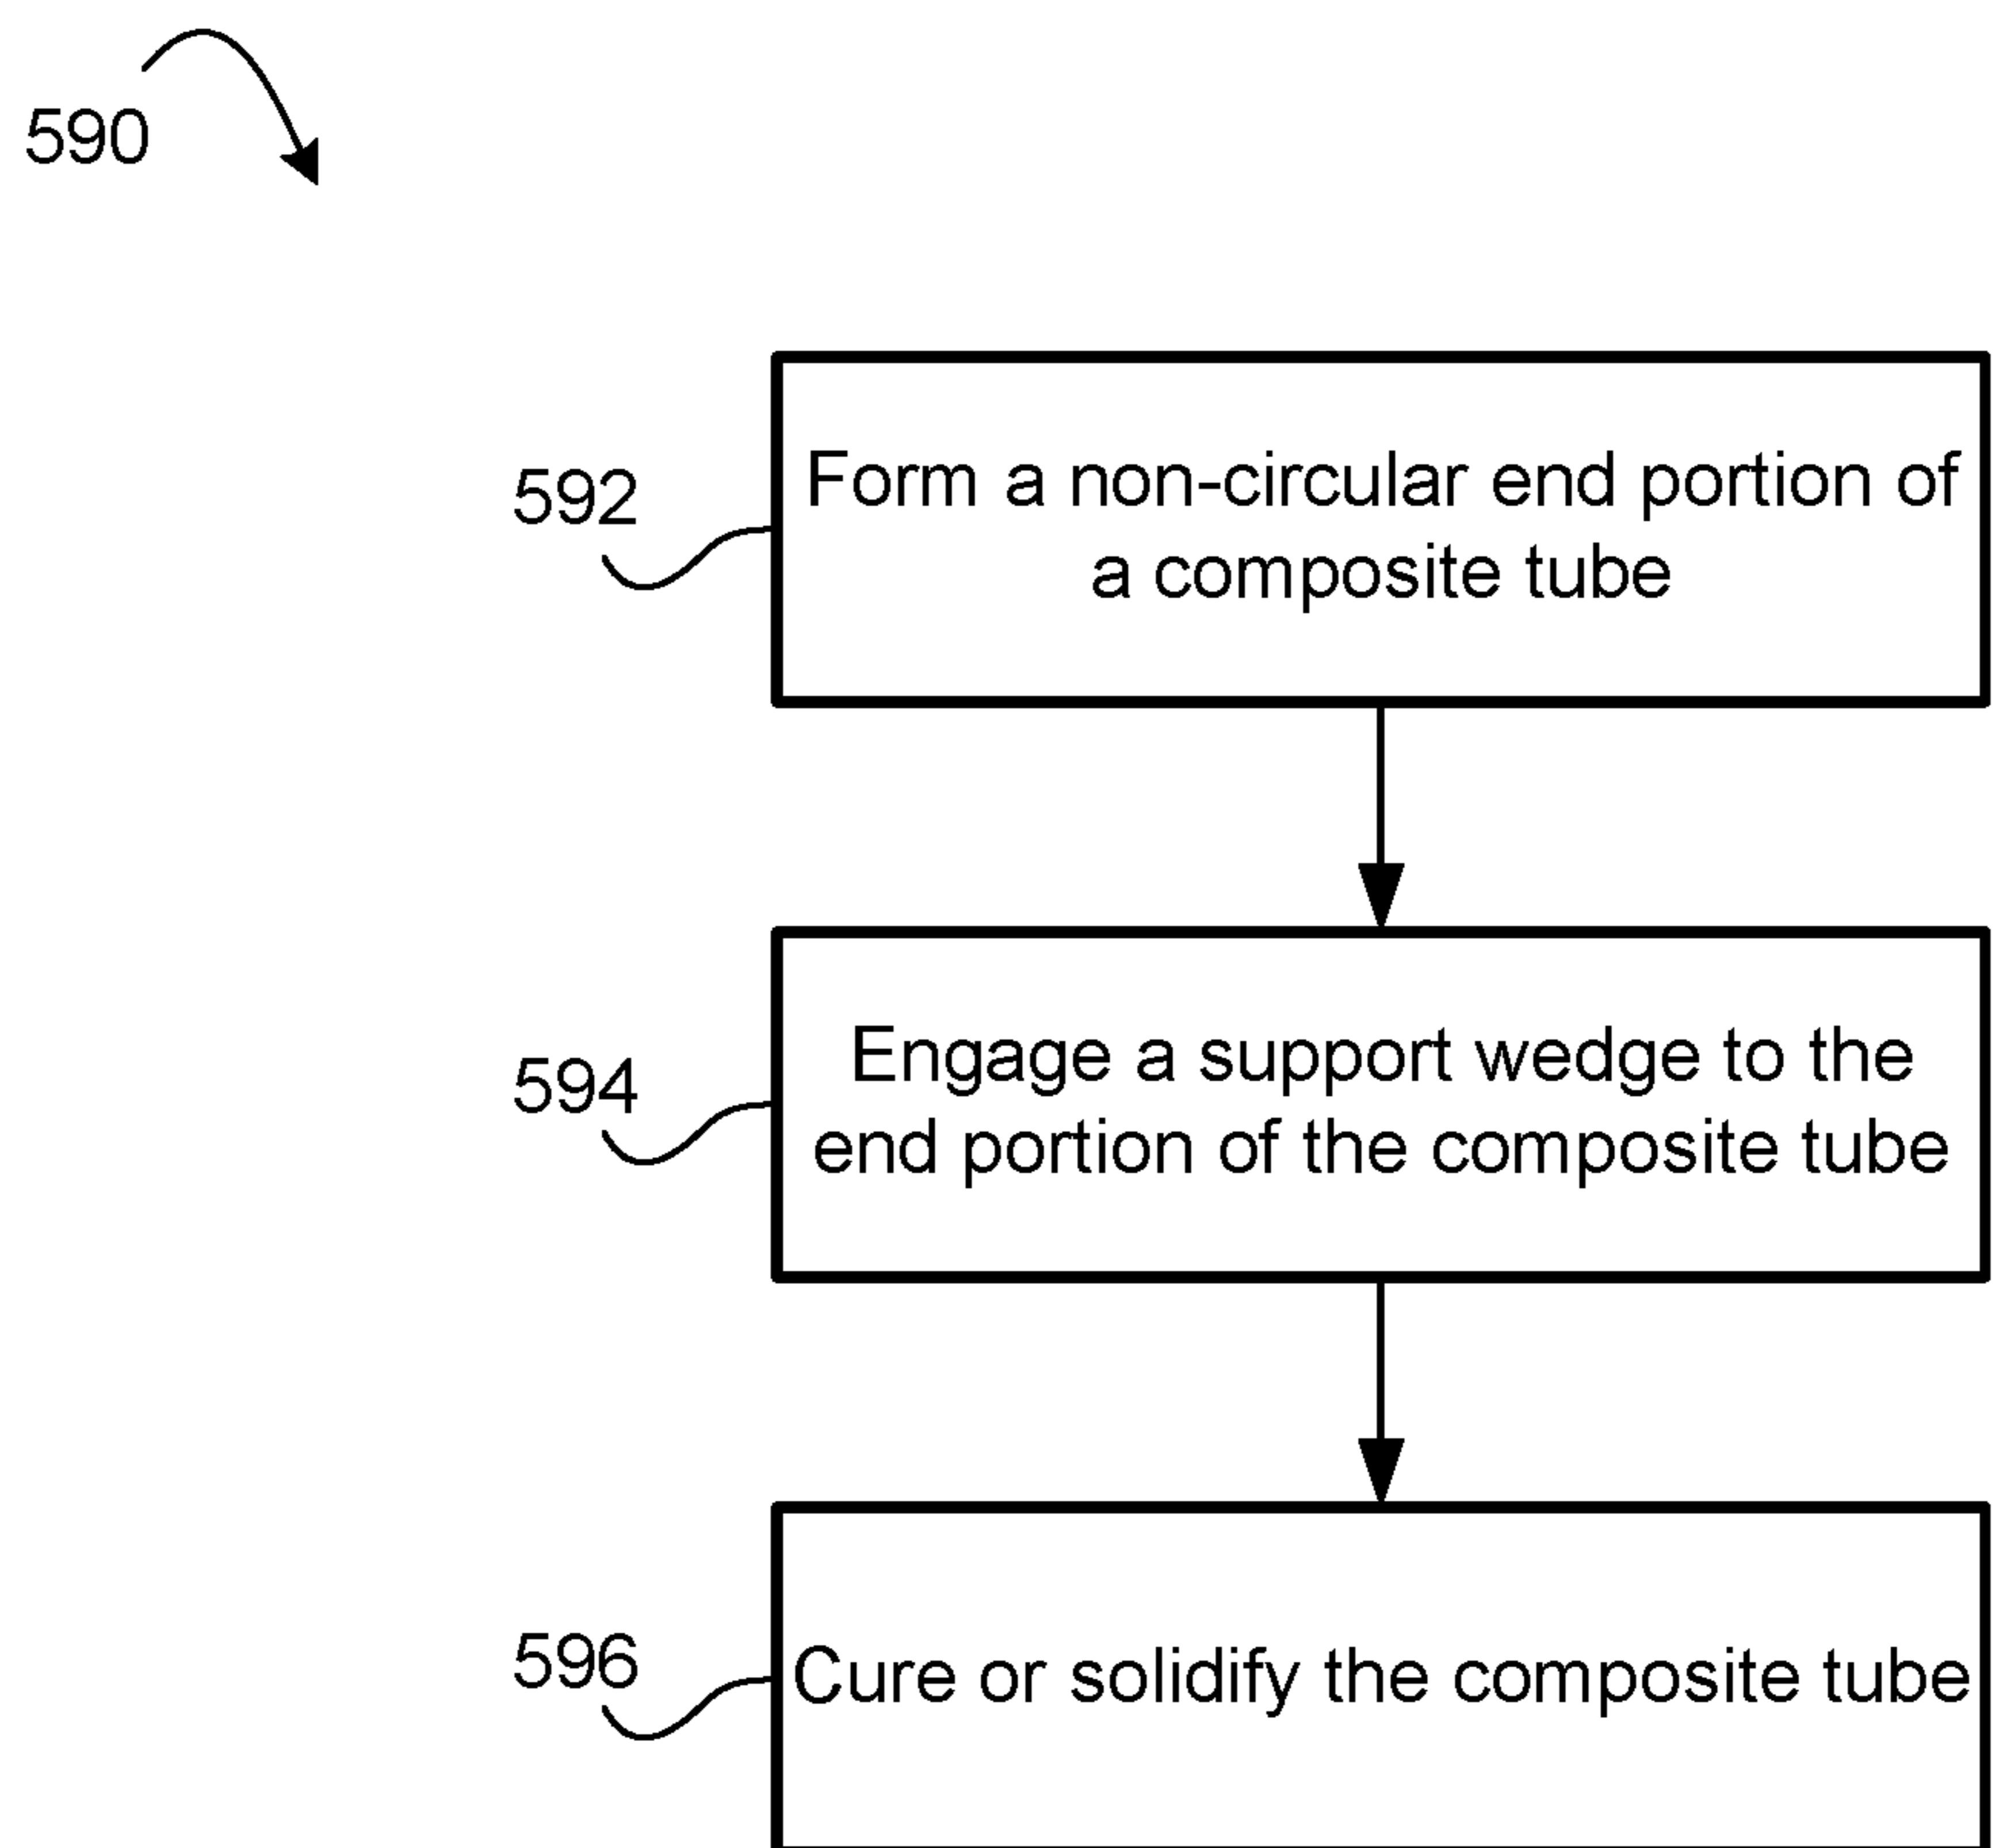 590
592
Form a non-circular end portion of
a composite tube
594
Engage a support wedge to the
end portion of the composite tube
596
Cure or solidify the composite tube